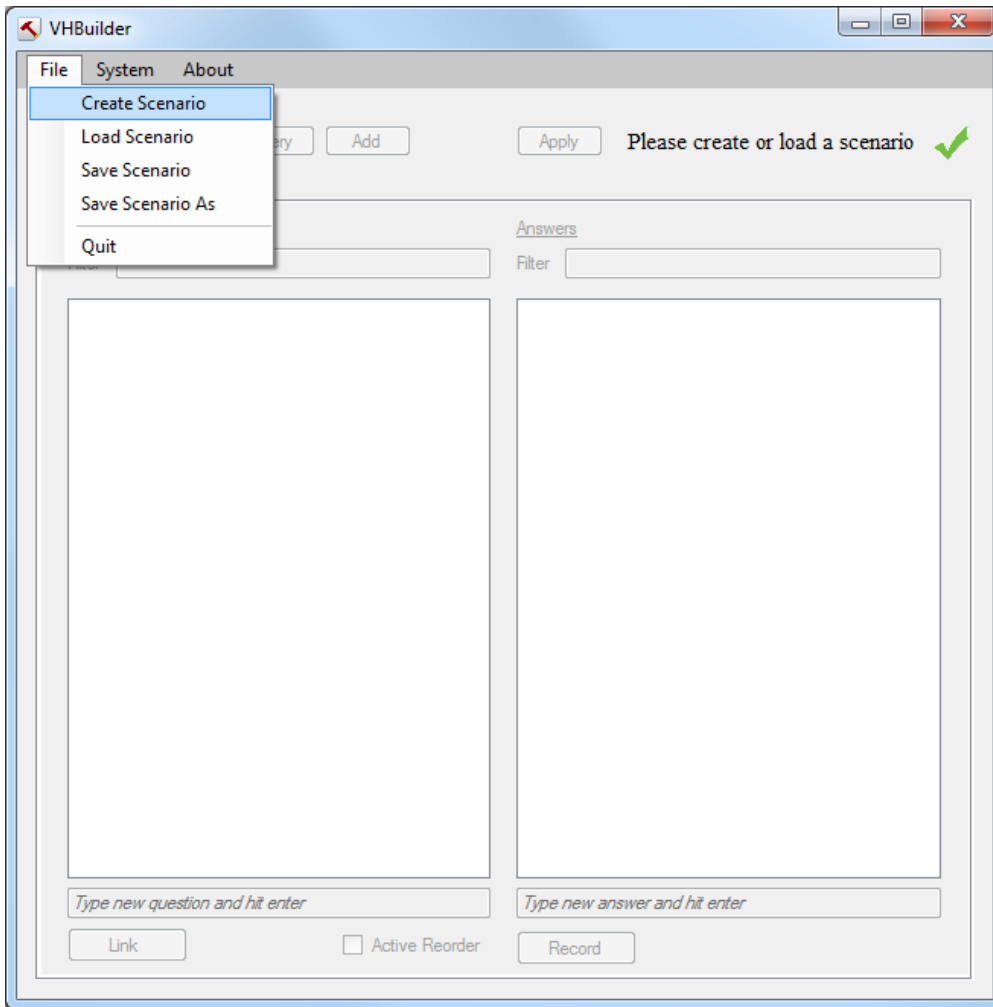 VHBuilder
File System About
Create Scenario
Load Scenario
Save Scenario
Save Scenario As
Quit
Add Apply Please create or load a scenario
Answers
Filter
Type new question and hit enter Type new answer and hit enter
Link Active Reorder Record